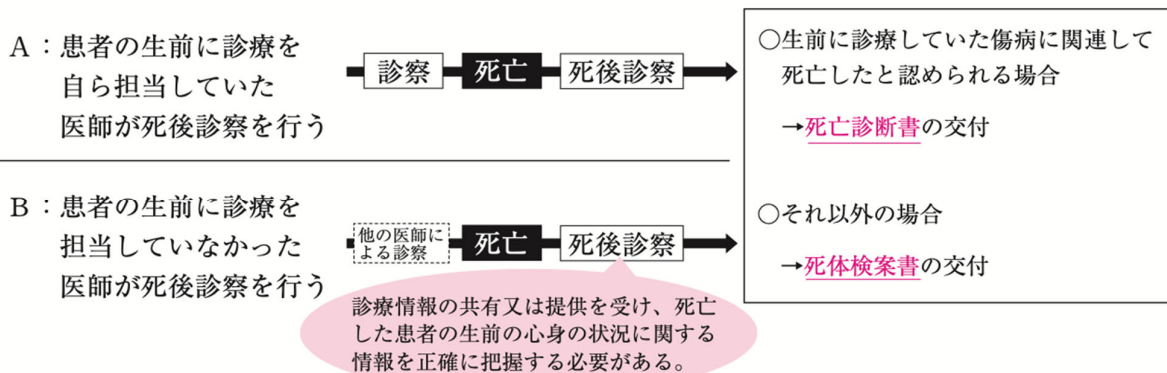 A：患者の生前に診療を
自ら担当していた
医師が死後診察を行う
診察
死亡
死後診察
B：患者の生前に診療を
担当していなかった
医師が死後診察を行う
他の医師に
よる診察
死亡
死後診察
診療情報の共有又は提供を受け、死亡
した患者の生前の心身の状況に関する
情報を正確に把握する必要がある。
○生前に診療していた傷病に関連して
死亡したと認められる場合
→死亡診断書の交付
○それ以外の場合
→死体検案書の交付